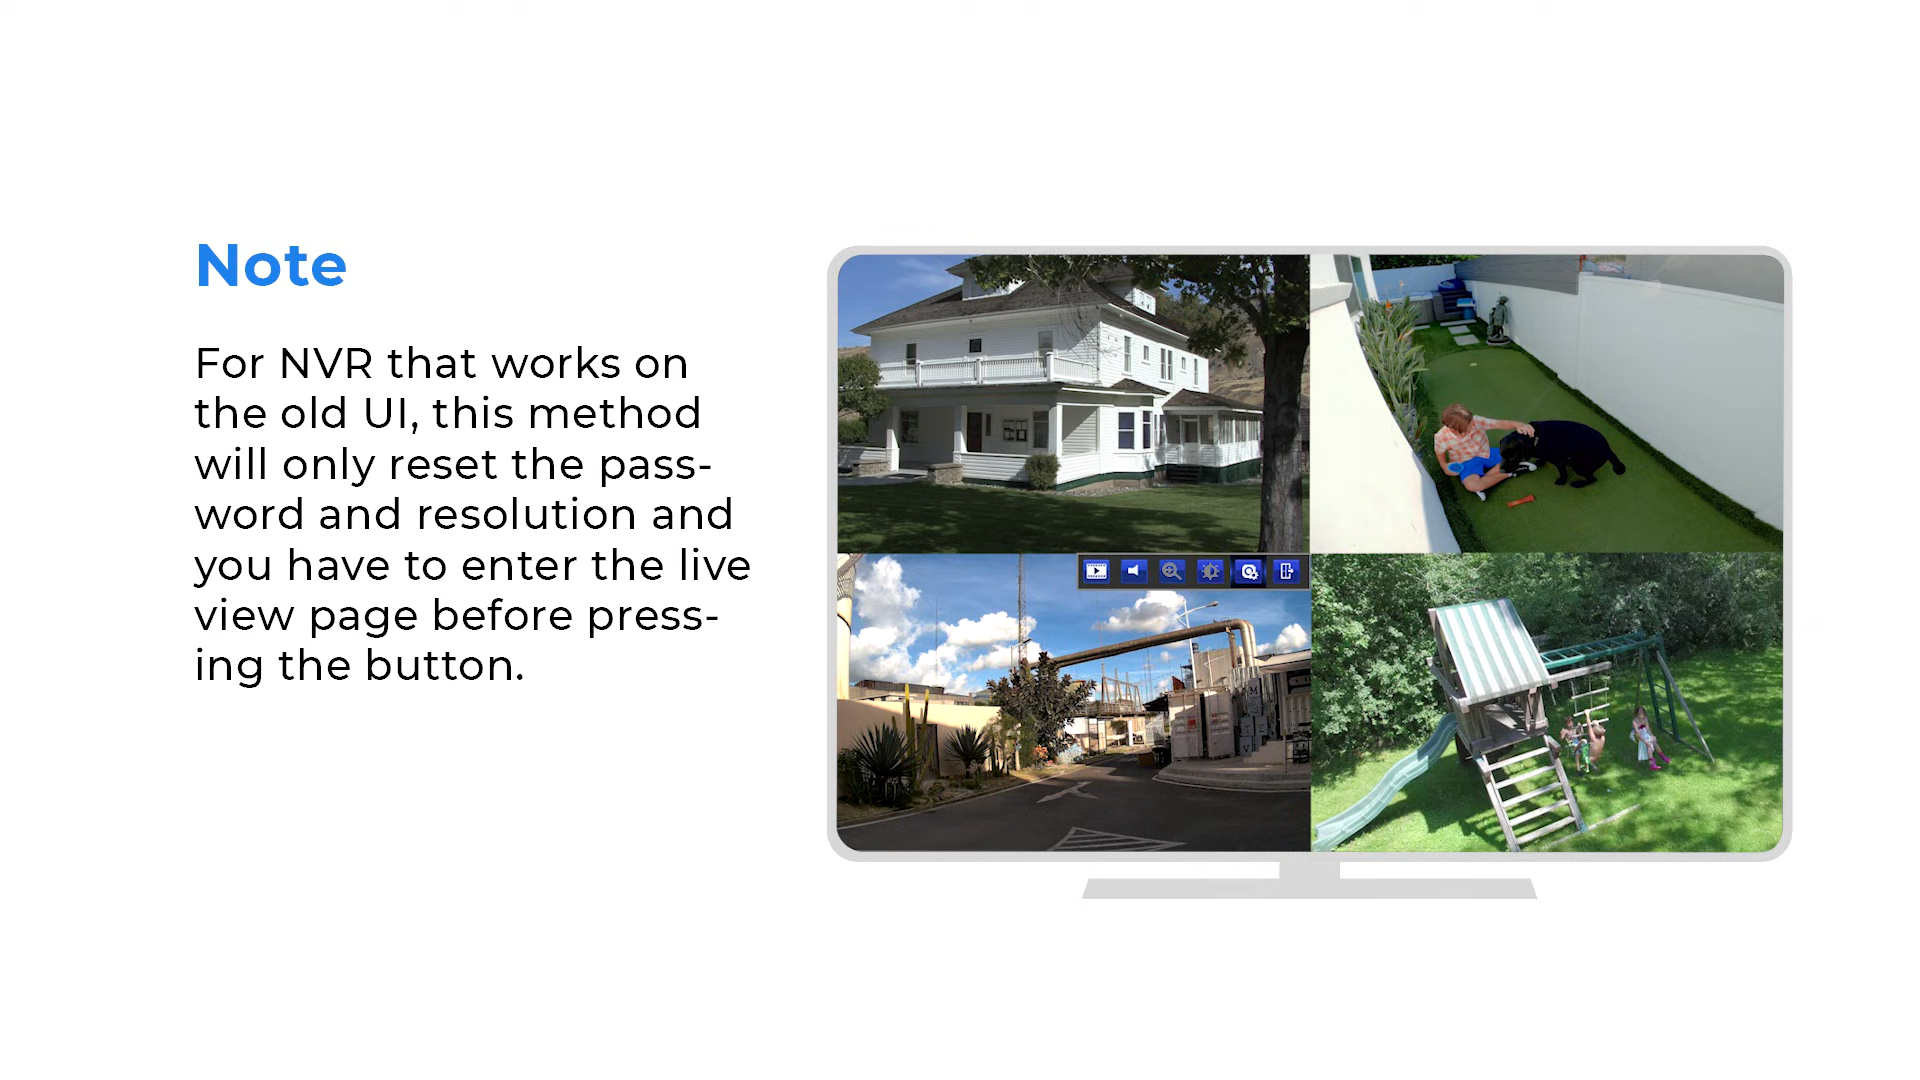 Note
For NVR that works on
the old UI, this method
will only reset the pass-
word and resolution and
you have to enter the live
view page before press-
ing the button.